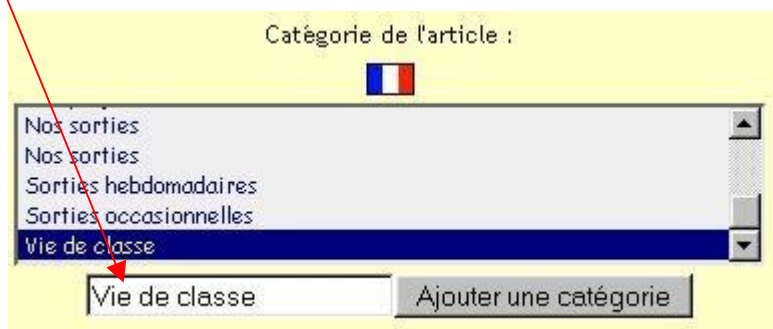 Catégorie de l'article :
Nos sorties
Nos sorties
Sorties hebdomadaires
Sorties occasionnelles
Vie de classe
Vie de classe
Ajouter une catégorie